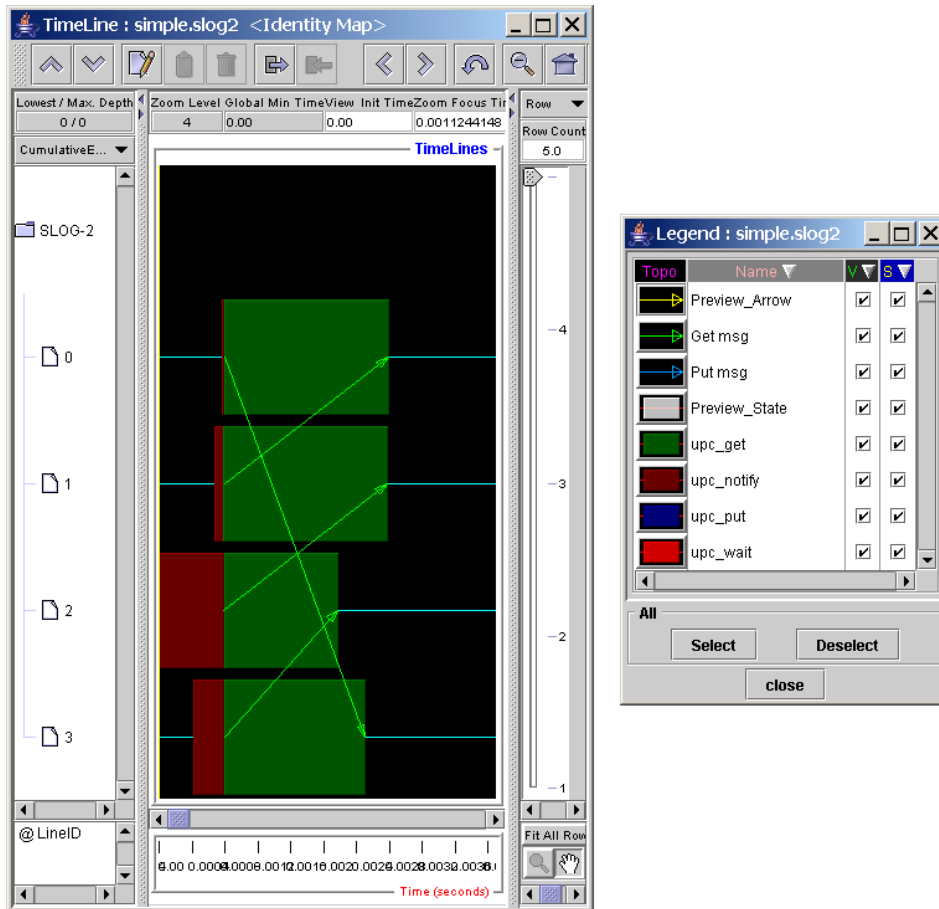 TimeLine : simple.slog2 <Identity Map>
Lowest / Max. Depth
0 / 0
CumulativeE...
Zoom Level Global Min Time View Init Time Zoom Focus Tir
4 0.00 0.00 0.0011244148
Row
Row Count
5.0
TimeLines
SLOG-2
0
1
2
3
4
3
2
1
@ LineID
Time (seconds)
Fit All Row
Legend : simple.slog2
Topo Name V S
Preview_Arrow
Get msg
Put msg
Preview_State
upc_get
upc_notify
upc_put
upc_wait
All
Select Deselect
close